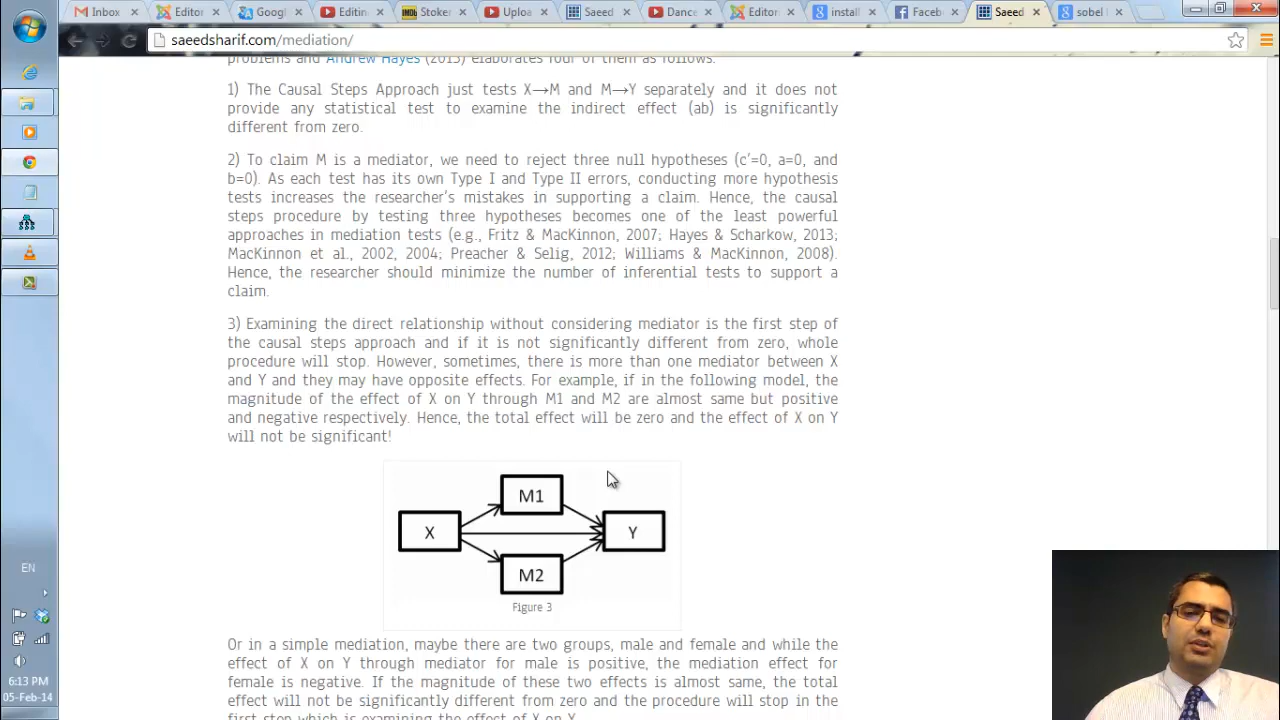 Inbox
Editor
Googl
Editin
IMDb Stoker
Uploa
Saeed
Dance
Editor
install
Faceb
Saeed
sobel t
saeedsharif.com/mediation/
problems and Andrew Hayes (2013) elaborates four of them as follows.
1) The Causal Steps Approach just tests X→M and M→Y separately and it does not
provide any statistical test to examine the indirect effect (ab) is significantly
different from zero.
2) To claim M is a mediator, we need to reject three null hypotheses (c'=0, a=0, and
b=0). As each test has its own Type I and Type II errors, conducting more hypothesis
tests increases the researcher's mistakes in supporting a claim. Hence, the causal
steps procedure by testing three hypotheses becomes one of the least powerful
approaches in mediation tests (e.g., Fritz & MacKinnon, 2007; Hayes & Scharkow, 2013;
MacKinnon et al., 2002, 2004; Preacher & Selig, 2012; Williams & MacKinnon, 2008).
Hence, the researcher should minimize the number of inferential tests to support a
claim.
3) Examining the direct relationship without considering mediator is the first step of
the causal steps approach and if it is not significantly different from zero, whole
procedure will stop. However, sometimes, there is more than one mediator between X
and Y and they may have opposite effects. For example, if in the following model, the
magnitude of the effect of X on Y through M1 and M2 are almost same but positive
and negative respectively. Hence, the total effect will be zero and the effect of X on Y
will not be significant!
M1
X
Y
M2
Figure 3
Or in a simple mediation, maybe there are two groups, male and female and while the
effect of X on Y through mediator for male is positive, the mediation effect for
female is negative. If the magnitude of these two effects is almost same, the total
effect will not be significantly different from zero and the procedure will stop in the
first stop which is examining the effect of X on Y.
EN
6:13 PM
05-Feb-14